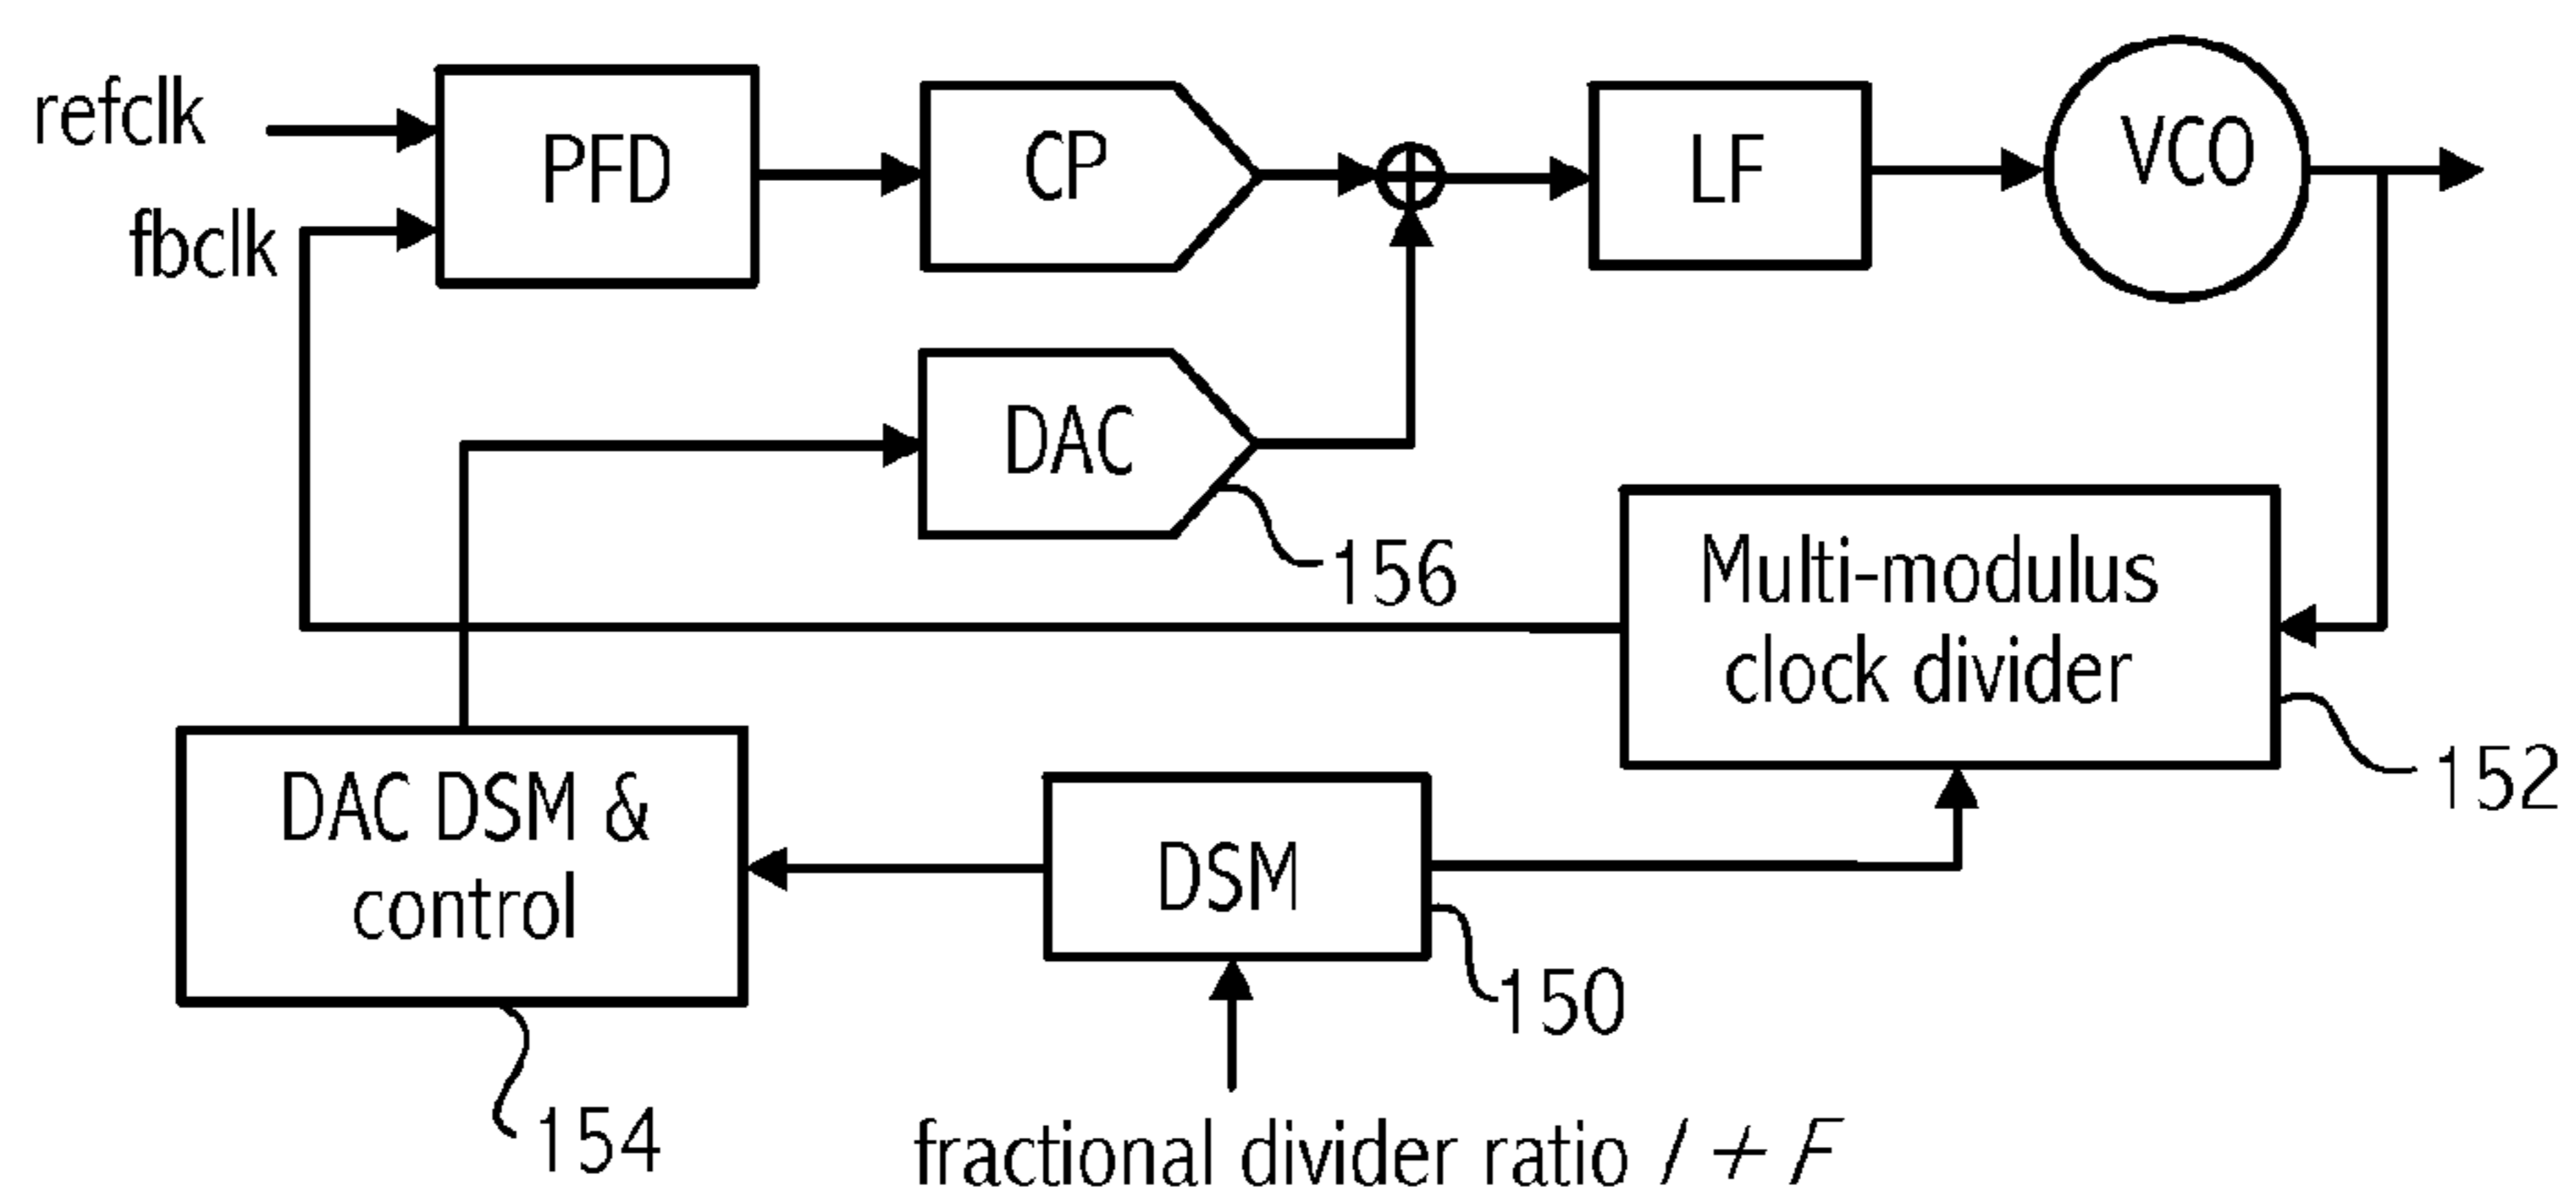 refclk
fbclk
PFD
CP
LF
VCO
DAC
156
Multi-modulus
clock divider
152
DAC DSM &
control
154
DSM
150
fractional divider ratio I + F